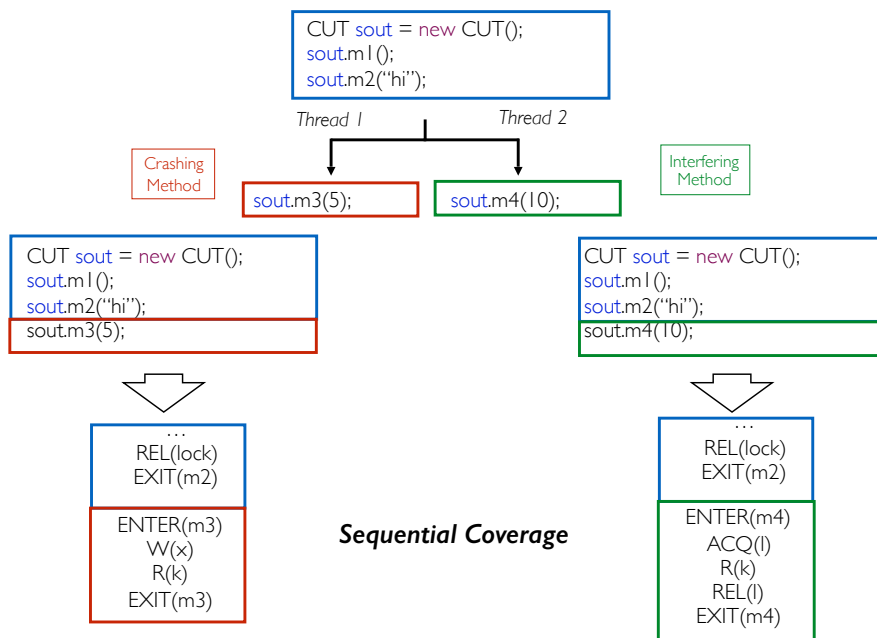 CUT sout = new CUT();
sout.m1();
sout.m2(“hi”);
Thread 1
Thread 2
Crashing
Method
Interfering
Method
sout.m3(5);
sout.m4(10);
CUT sout = new CUT();
sout.m1();
sout.m2(“hi”);
sout.m3(5);
CUT sout = new CUT();
sout.m1();
sout.m2(“hi”);
sout.m4(10);
...
REL(lock)
EXIT(m2)
ENTER(m3)
W(x)
R(k)
EXIT(m3)
Sequential Coverage
...
REL(lock)
EXIT(m2)
ENTER(m4)
ACQ(l)
R(k)
REL(l)
EXIT(m4)